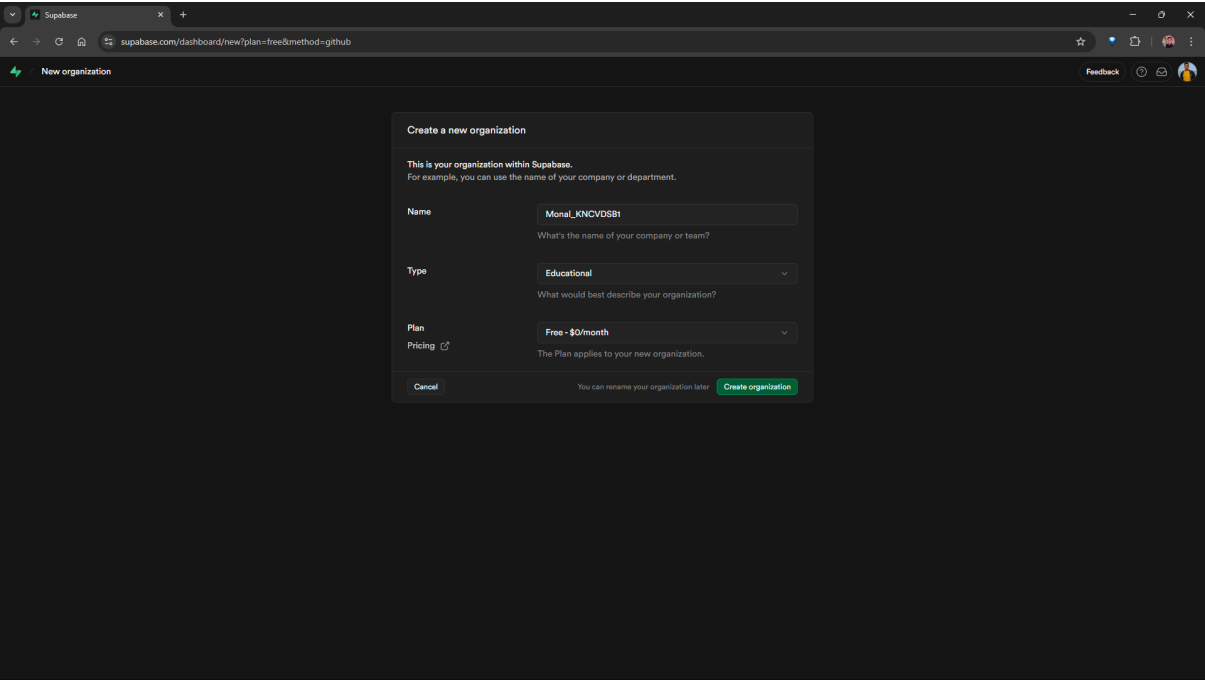 Supabase
supabase.com/dashboard/new?plan=free&method=github
New organization
Feedback
Create a new organization
This is your organization within Supabase.
For example, you can use the name of your company or department.
Name
Monal_KNCVDSB1
What's the name of your company or team?
Type
Educational
What would best describe your organization?
Plan
Free - $0/month
Pricing
The Plan applies to your new organization.
Cancel
You can rename your organization later
Create organization